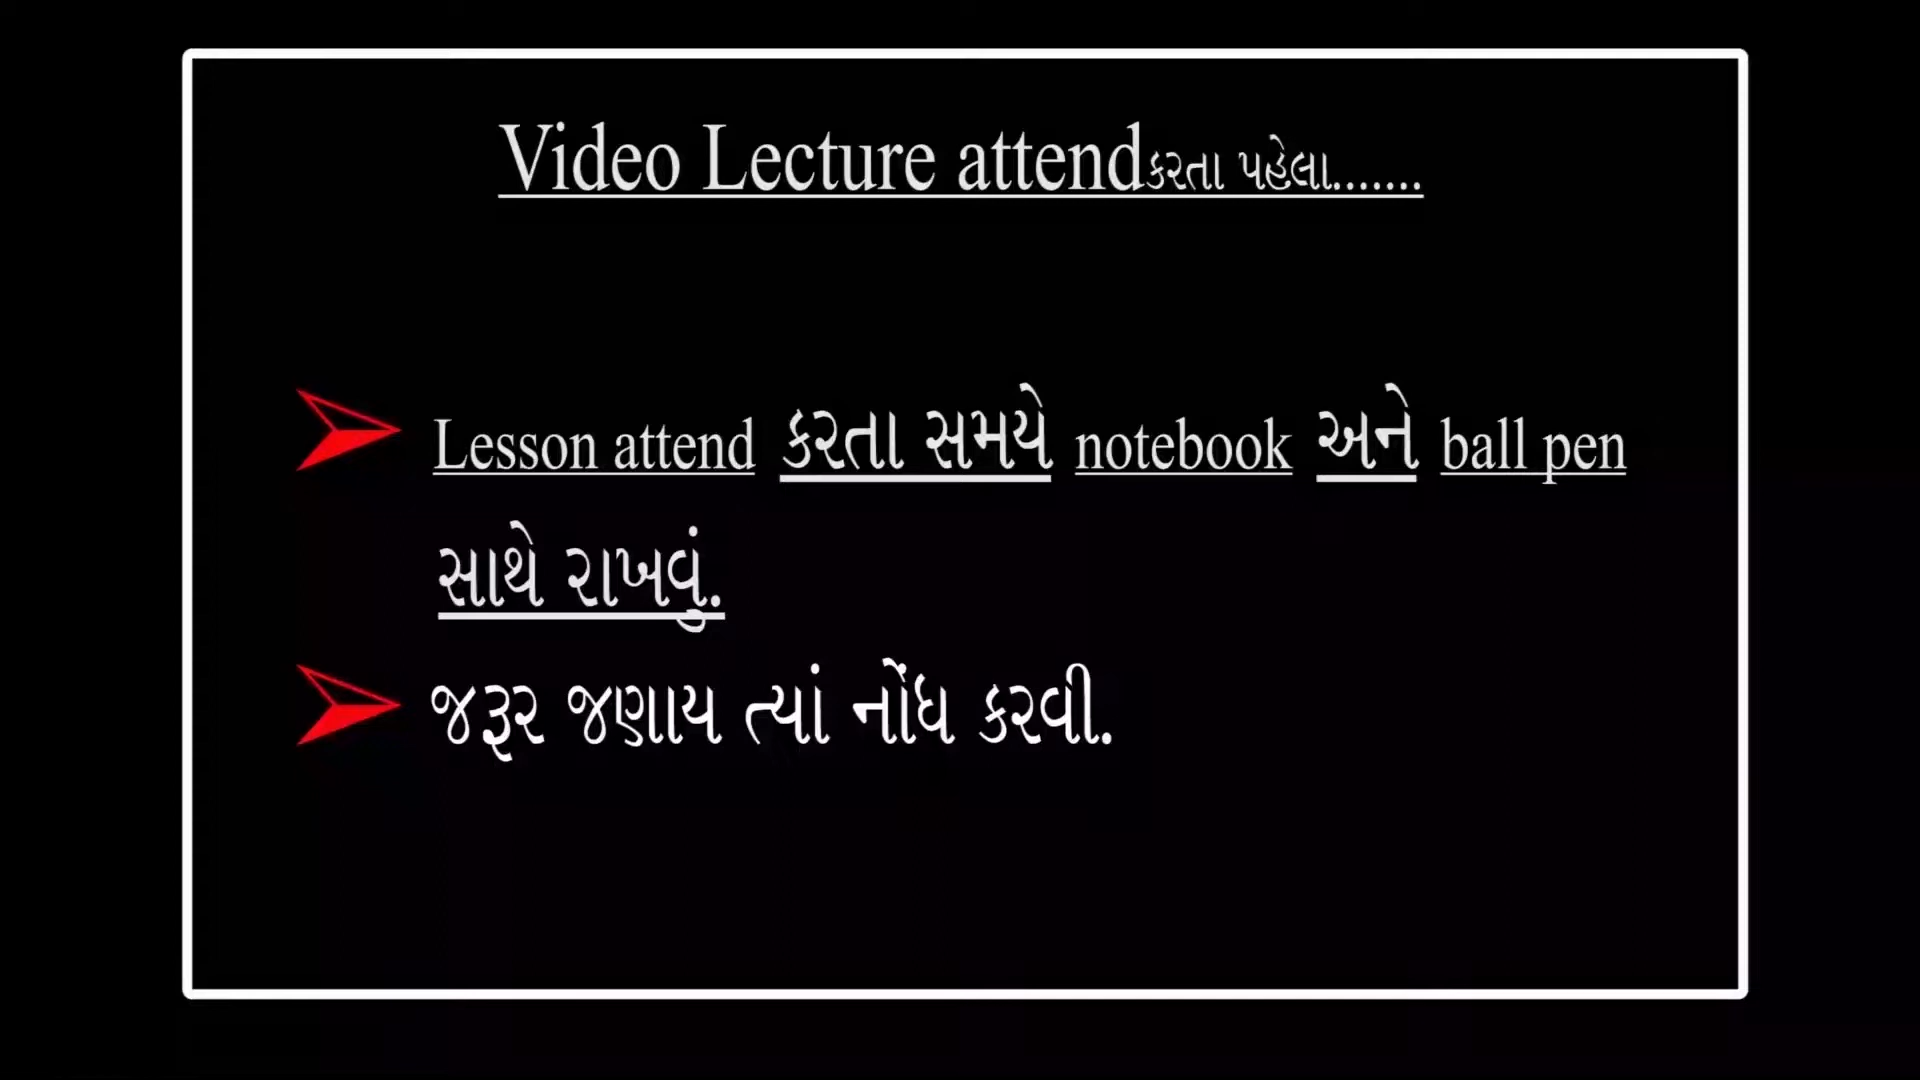 Video Lecture attendકરતા પહેલા.......
Lesson attend કરતા સમયે notebook અને ball pen
સાથે રાખવું.
જરૂર જણાય ત્યાં નોંધ કરવી.